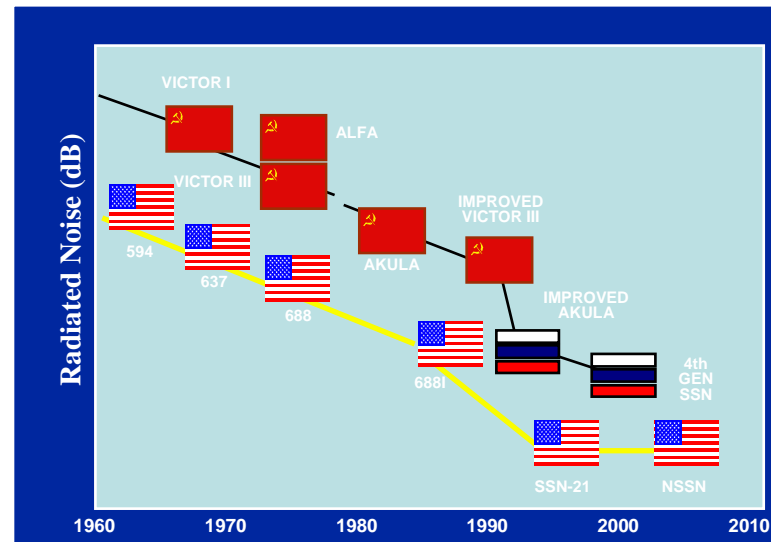 VICTOR I
ALFA
VICTOR III
IMPROVED
VICTOR III
594
637
AKULA
688
IMPROVED
AKULA
4th
GEN
SSN
688I
SSN-21
NSSN
Radiated Noise (dB)
1960
1970
1980
1990
2000
2010